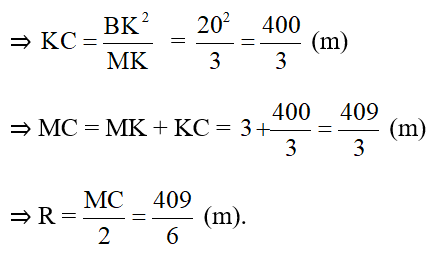 ⇒ KC = BK²/MK = 20²/3 = 400/3 (m)
⇒ MC = MK + KC = 3 + 400/3 = 409/3 (m)
⇒ R = MC/2 = 409/6 (m).